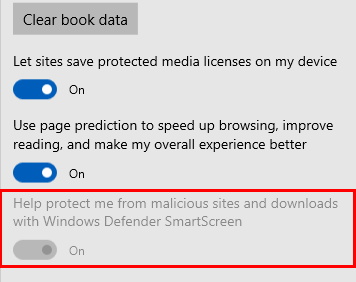 Clear book data
Let sites save protected media licenses on my device
On
Use page prediction to speed up browsing, improve
reading, and make my overall experience better
On
Help protect me from malicious sites and downloads
with Windows Defender SmartScreen
On